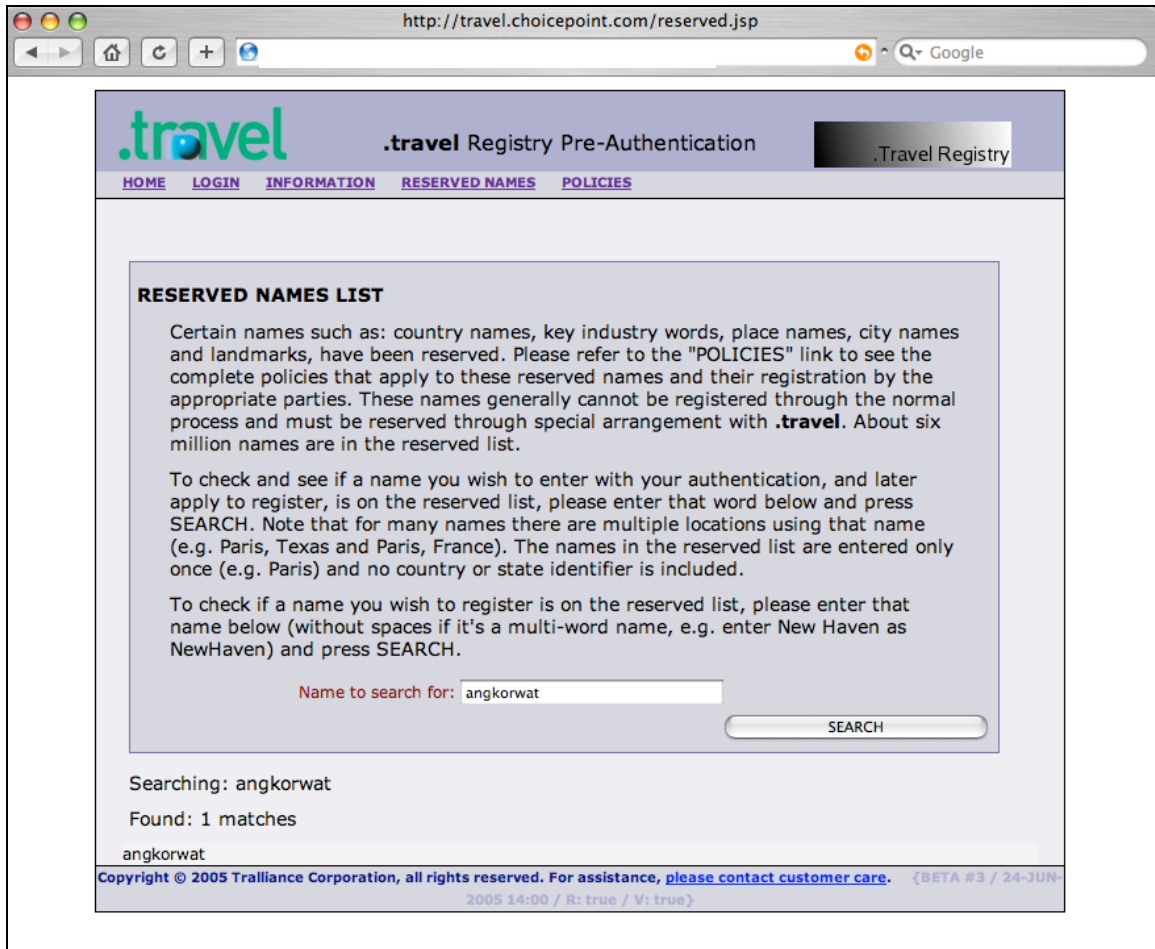 http://travel.choicepoint.com/reserved.jsp
Google
.travel
.travel Registry Pre-Authentication
.Travel Registry
HOME LOGIN INFORMATION RESERVED NAMES POLICIES
RESERVED NAMES LIST
Certain names such as: country names, key industry words, place names, city names
and landmarks, have been reserved. Please refer to the "POLICIES" link to see the
complete policies that apply to these reserved names and their registration by the
appropriate parties. These names generally cannot be registered through the normal
process and must be reserved through special arrangement with .travel. About six
million names are in the reserved list.
To check and see if a name you wish to enter with your authentication, and later
apply to register, is on the reserved list, please enter that word below and press
SEARCH. Note that for many names there are multiple locations using that name
(e.g. Paris, Texas and Paris, France). The names in the reserved list are entered only
once (e.g. Paris) and no country or state identifier is included.
To check if a name you wish to register is on the reserved list, please enter that
name below (without spaces if it's a multi-word name, e.g. enter New Haven as
NewHaven) and press SEARCH.
Name to search for: angkorwat
SEARCH
Searching: angkorwat
Found: 1 matches
angkorwat
Copyright © 2005 Tralliance Corporation, all rights reserved. For assistance, please contact customer care. {BETA #3 / 24-JUN-
2005 14:00 / R: true / V: true}